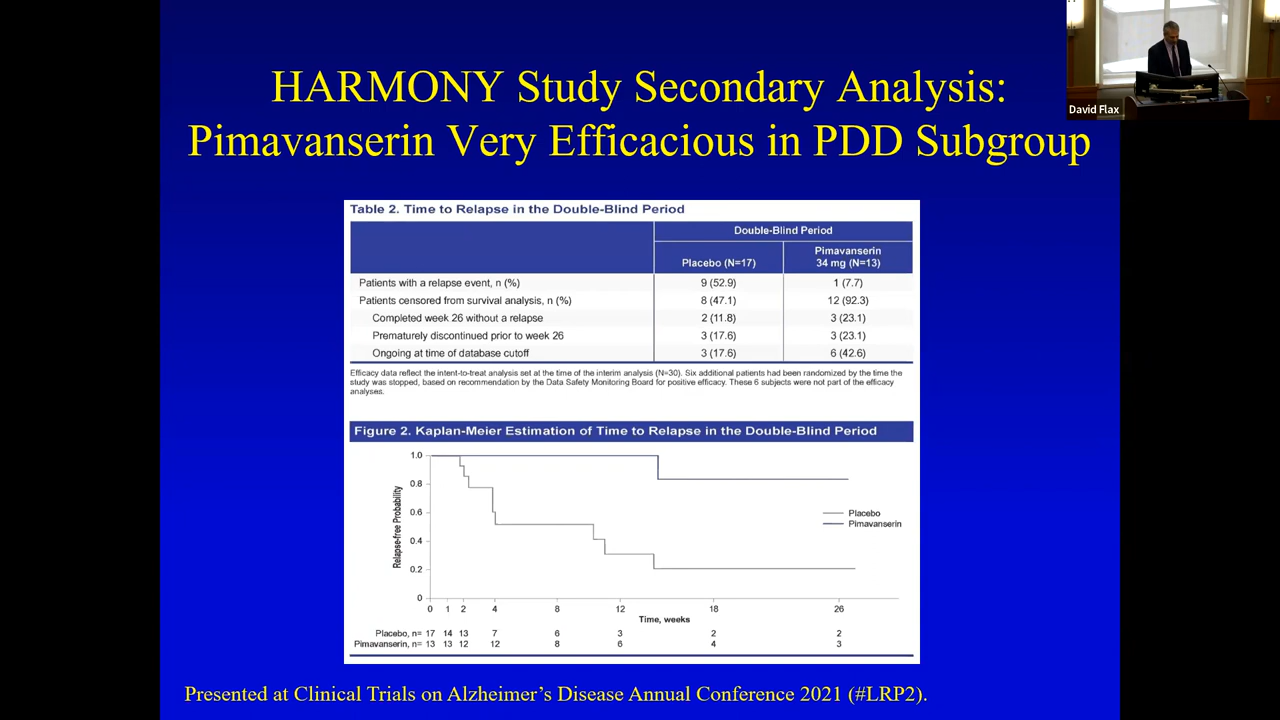 HARMONY Study Secondary Analysis:
Pimavanserin Very Efficacious in PDD Subgroup
David Flax
Table 2. Time to Relapse in the Double-Blind Period
Double-Blind Period
Placebo (N=17)
Pimavanserin
34 mg (N=13)
Patients with a relapse event, n (%) 9 (52.9) 1 (7.7)
Patients censored from survival analysis, n (%) 8 (47.1) 12 (92.3)
Completed week 26 without a relapse 2 (11.8) 3 (23.1)
Prematurely discontinued prior to week 26 3 (17.6) 3 (23.1)
Ongoing at time of database cutoff 3 (17.6) 6 (42.6)
Efficacy data reflect the intent-to-treat analysis set at the time of the interim analysis (N=30). Six additional patients had been randomized by the time the
study was stopped, based on recommendation by the Data Safety Monitoring Board for positive efficacy. These 6 subjects were not part of the efficacy
analyses.
Figure 2. Kaplan-Meier Estimation of Time to Relapse in the Double-Blind Period
Relapse-free Probability
1.0
0.8
0.6
0.4
0.2
0
Placebo
Pimavanserin
0 1 2 4 8 12 18 26
Time, weeks
Placebo, n= 17 14 13 7 6 3 2 2
Pimavanserin, n= 13 13 12 12 8 6 4 3
Presented at Clinical Trials on Alzheimer's Disease Annual Conference 2021 (#LRP2).